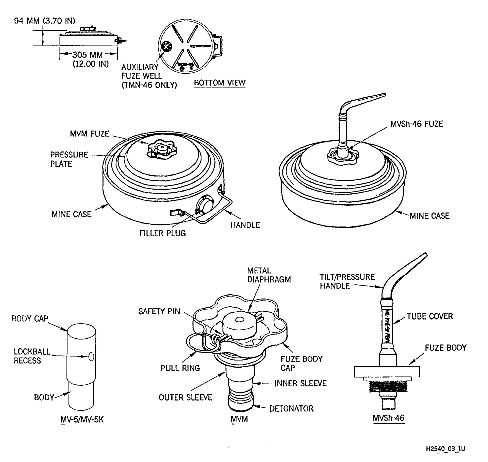 94 MM (3.70 IN)
305 MM
(12.00 IN)
AUXILIARY
FUZE WELL
(TMN-46 ONLY)
BOTTOM VIEW
MVM FUZE
PRESSURE
PLATE
MINE CASE
FILLER PLUG
HANDLE
MVSh-46 FUZE
MINE CASE
BODY CAP
LOCKBALL
RECESS
BODY
MV-5/MV-5K
METAL
DIAPHRAGM
SAFETY PIN
PULL RING
OUTER SLEEVE
FUZE BODY
CAP
INNER SLEEVE
DETONATOR
MVM
TILT/PRESSURE
HANDLE
TUBE COVER
FUZE BODY
MVSh-46
H2540_03_1U